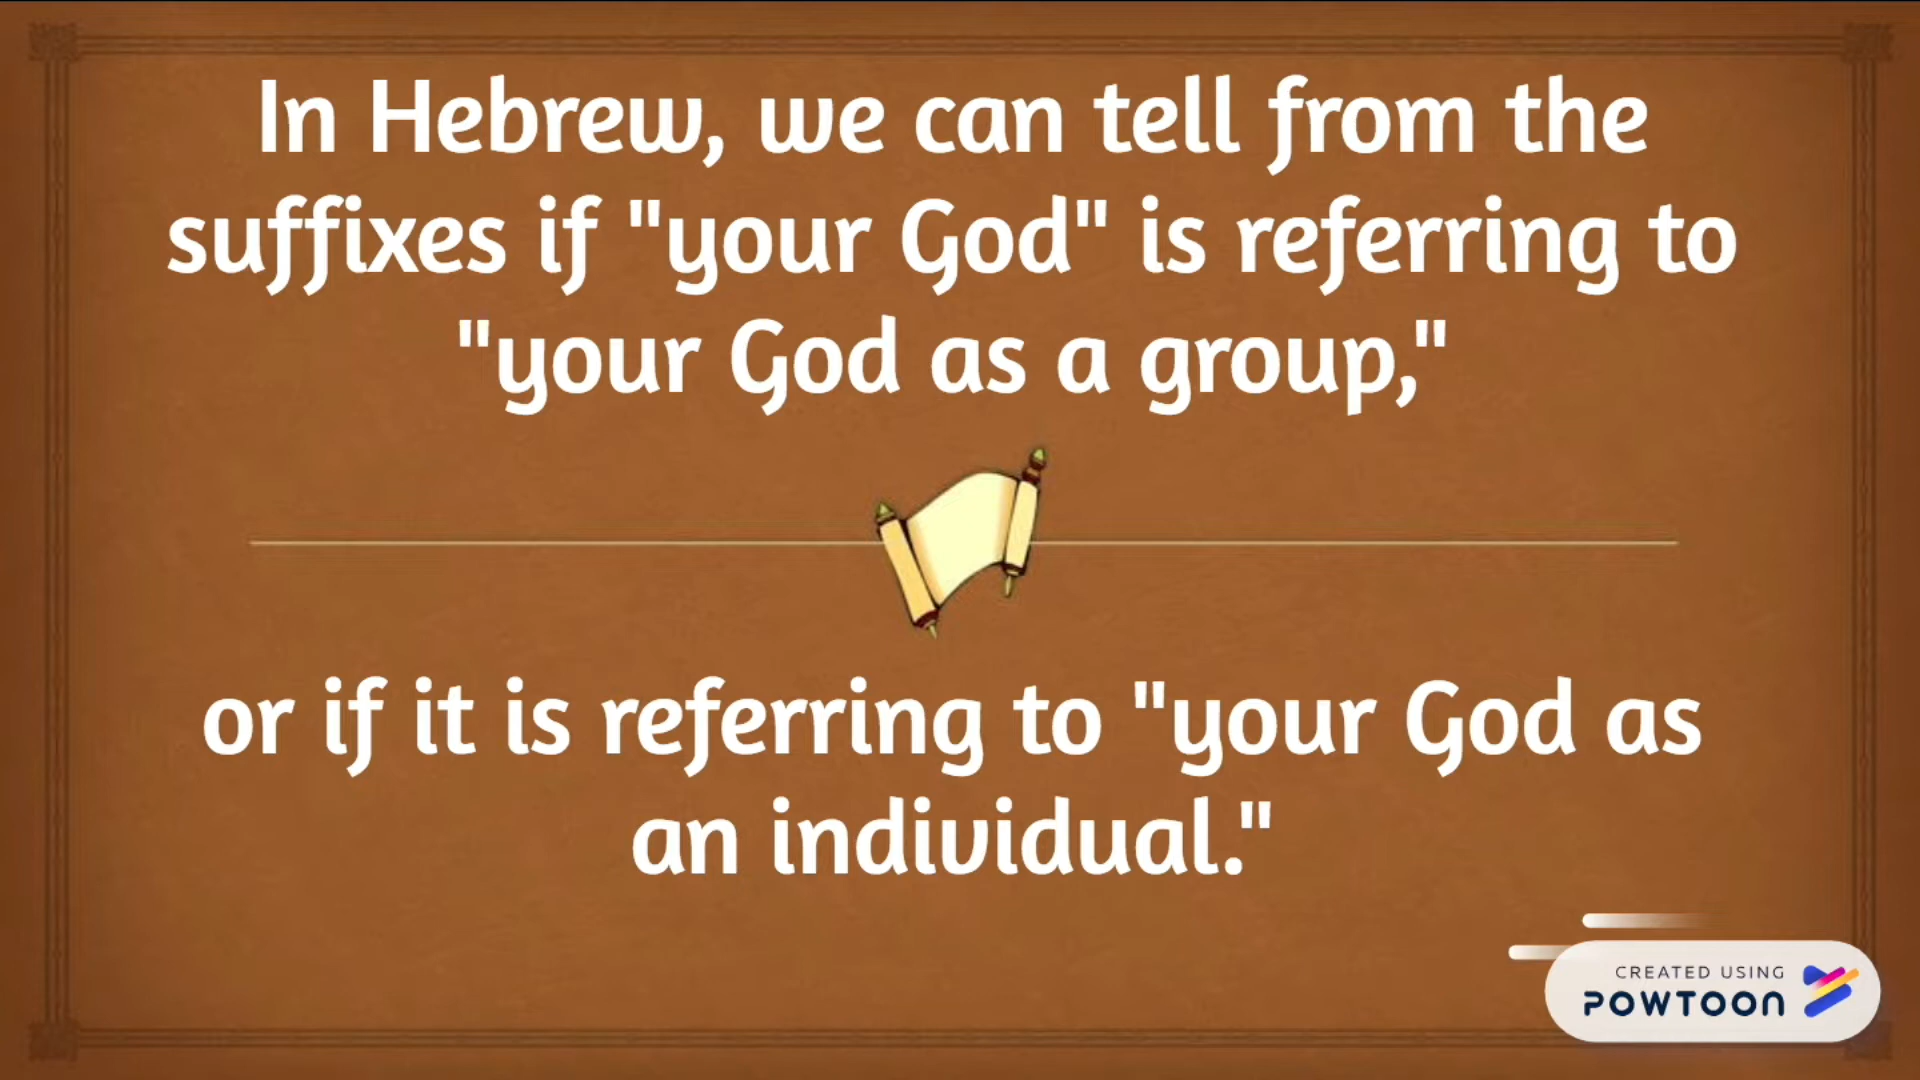 In Hebrew, we can tell from the
suffixes if "your God" is referring to
"your God as a group,"
or if it is referring to "your God as
an individual."
CREATED USING
POWTOON